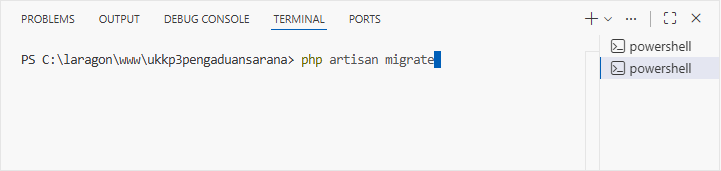 PROBLEMS OUTPUT DEBUG CONSOLE TERMINAL PORTS
PS C:\laragon\www\ukkp3pengaduansarana> php artisan migrate
powershell
powershell